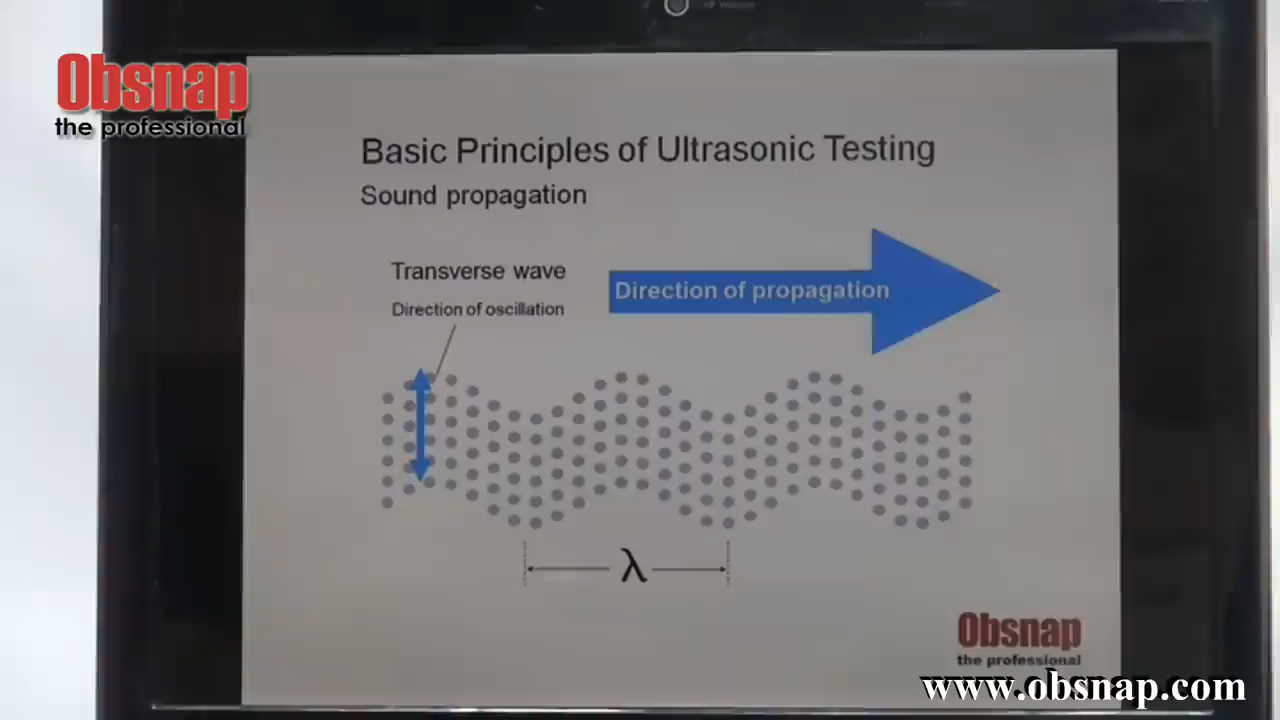 Obsnap
the professional
Basic Principles of Ultrasonic Testing
Sound propagation
Transverse wave
Direction of oscillation
Direction of propagation
λ
Obsnap
the professional
www.obsnap.com